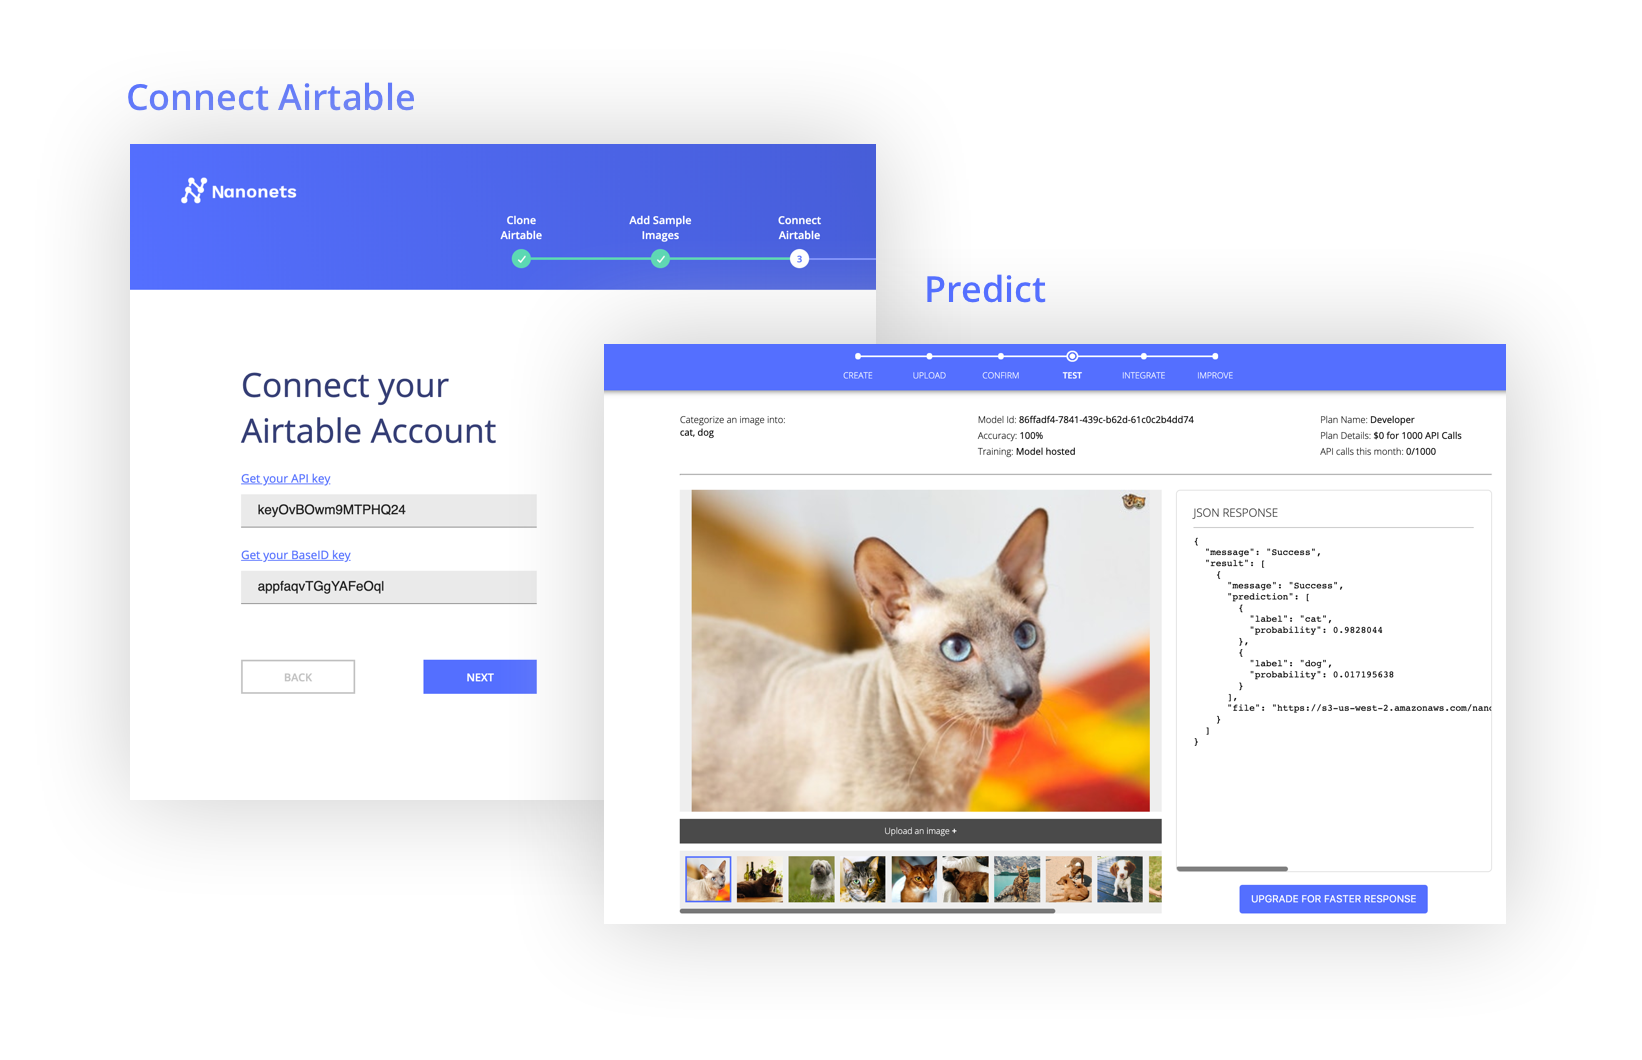 Connect Airtable
Nanonets
Clone
Airtable
Add Sample
Images
Connect
Airtable
3
Connect your
Airtable Account
Get your API key
keyOvBOwm9MTPHQ24
Get your BaseID key
appfaqvTGgYAFeOql
BACK
NEXT
Predict
CREATE
UPLOAD
CONFIRM
TEST
INTEGRATE
IMPROVE
Categorize an image into:
cat, dog
Model Id: 86ffadf4-7841-439c-b62d-61c0c2b4dd74
Accuracy: 100%
Training: Model hosted
Plan Name: Developer
Plan Details: $0 for 1000 API Calls
API calls this month: 0/1000
Upload an image +
JSON RESPONSE
{
"message": "Success",
"result": [
{
"message": "Success",
"prediction": [
{
"label": "cat",
"probability": 0.9828044
},
{
"label": "dog",
"probability": 0.017195638
}
],
"file": "https://s3-us-west-2.amazonaws.com/nano
}
]
}
UPGRADE FOR FASTER RESPONSE